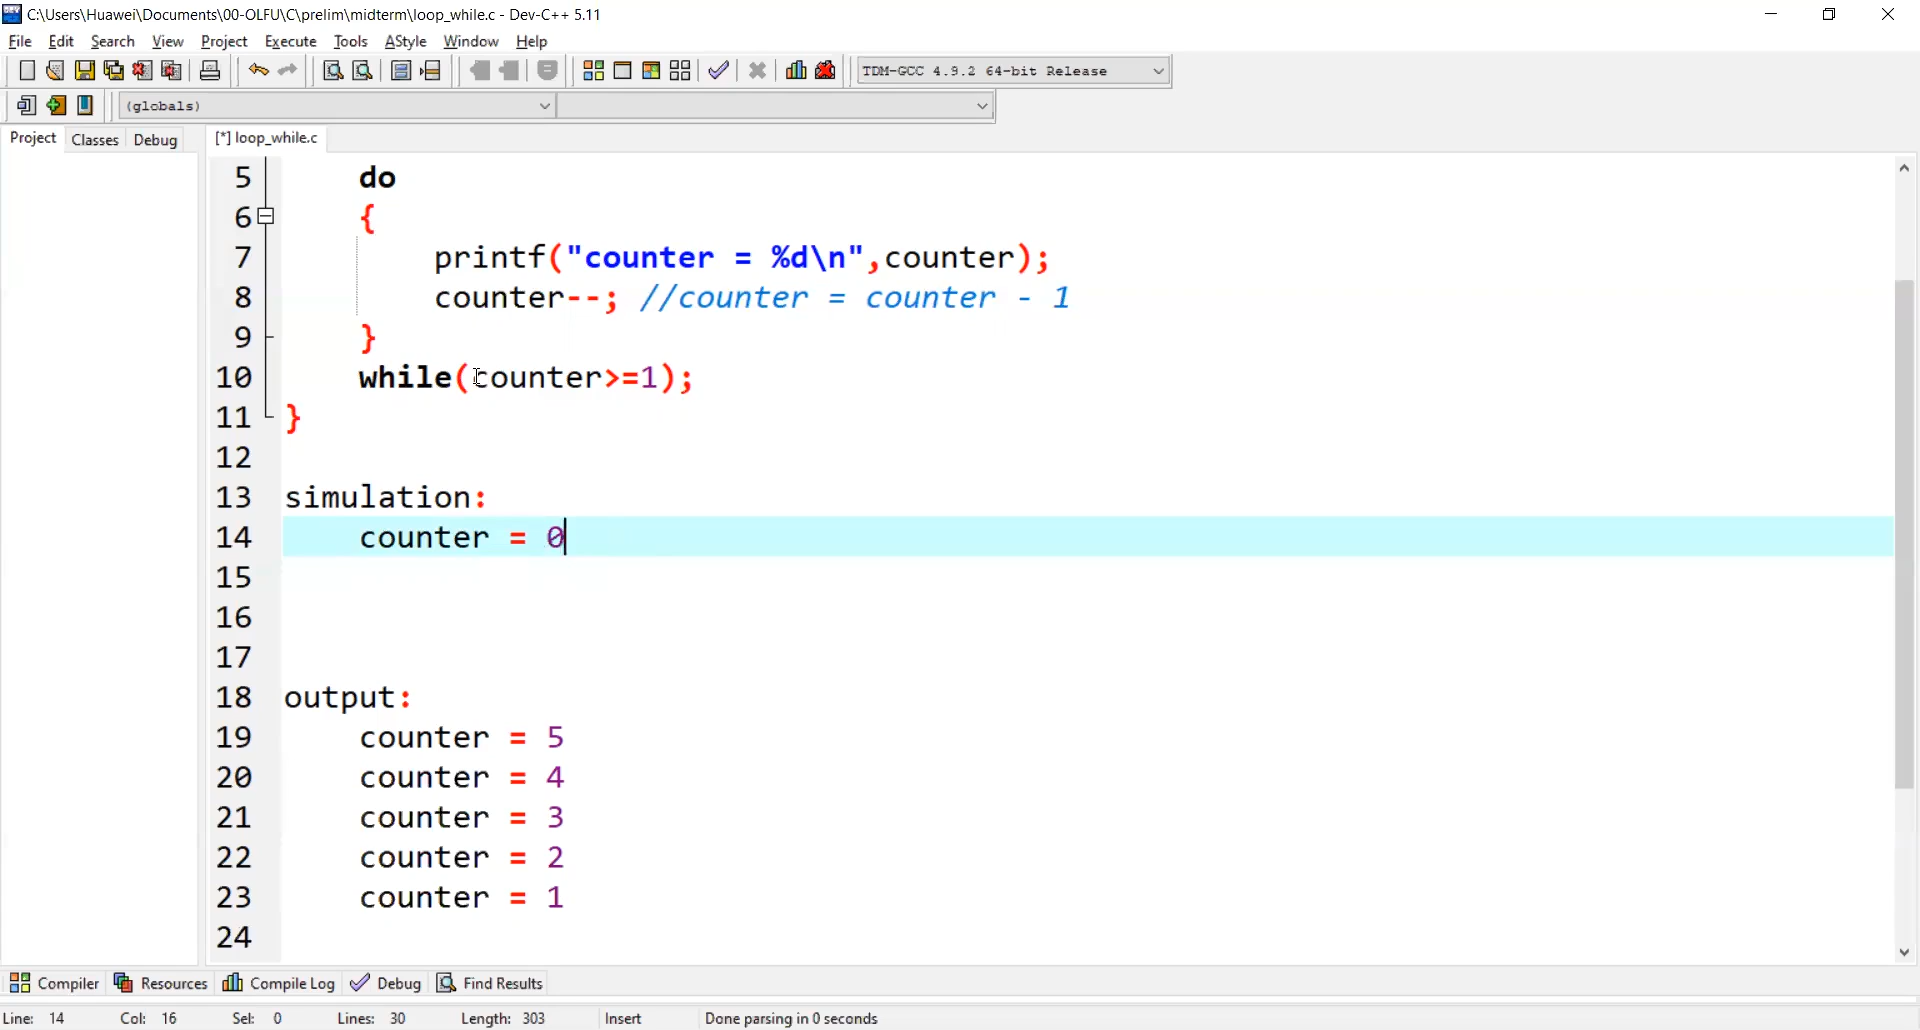 C:\Users\Huawei\Documents\00-OLFU\C\prelim\midterm\loop_while.c - Dev-C++ 5.11
File Edit Search View Project Execute Tools AStyle Window Help
TDM-GCC 4.9.2 64-bit Release
(globals)
Project Classes Debug [*] loop_while.c
5 do
6 {
7 printf("counter = %d\n",counter);
8 counter--; //counter = counter - 1
9 }
10 while(counter>=1);
11 }
12
13 simulation:
14 counter = 0
15
16
17
18 output:
19 counter = 5
20 counter = 4
21 counter = 3
22 counter = 2
23 counter = 1
24
Compiler Resources Compile Log Debug Find Results
Line: 14 Col: 16 Sel: 0 Lines: 30 Length: 303 Insert Done parsing in 0 seconds